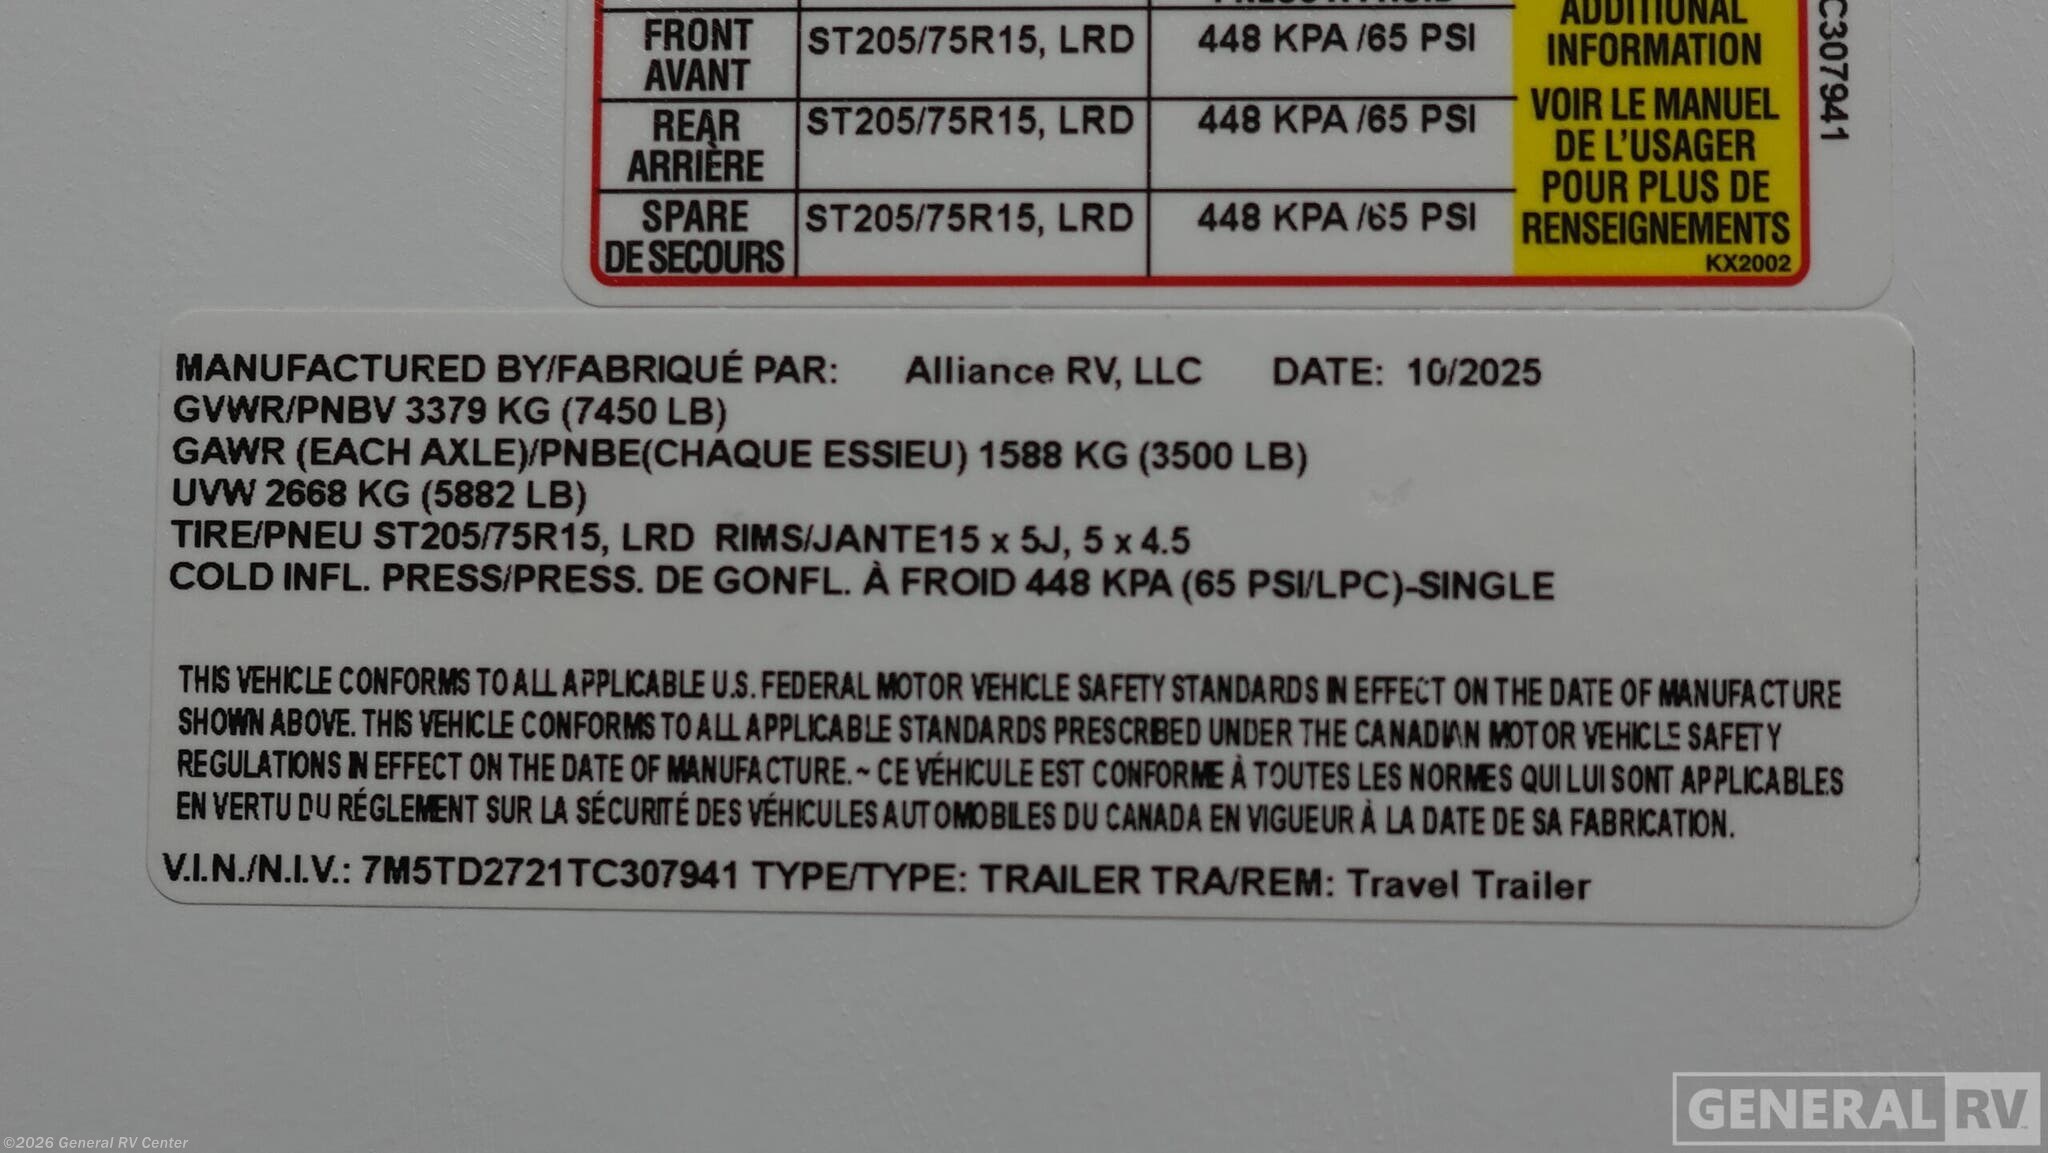 FRONT AVANT ST205/75R15, LRD 448 KPA /65 PSI
REAR ARRIÈRE ST205/75R15, LRD 448 KPA /65 PSI
SPARE DE SECOURS ST205/75R15, LRD 448 KPA /65 PSI
ADDITIONAL
INFORMATION
VOIR LE MANUEL
DE L'USAGER
POUR PLUS DE
RENSEIGNEMENTS
KX2002
C307941
MANUFACTURED BY/FABRIQUÉ PAR: Alliance RV, LLC DATE: 10/2025
GVWR/PNBV 3379 KG (7450 LB)
GAWR (EACH AXLE)/PNBE(CHAQUE ESSIEU) 1588 KG (3500 LB)
UVW 2668 KG (5882 LB)
TIRE/PNEU ST205/75R15, LRD RIMS/JANTE15 x 5J, 5 x 4.5
COLD INFL. PRESS/PRESS. DE GONFL. À FROID 448 KPA (65 PSI/LPC)-SINGLE
THIS VEHICLE CONFORMS TO ALL APPLICABLE U.S. FEDERAL MOTOR VEHICLE SAFETY STANDARDS IN EFFECT ON THE DATE OF MANUFACTURE
SHOWN ABOVE. THIS VEHICLE CONFORMS TO ALL APPLICABLE STANDARDS PRESCRIBED UNDER THE CANADIAN MOTOR VEHICLE SAFETY
REGULATIONS IN EFFECT ON THE DATE OF MANUFACTURE. ~ CE VÉHICULE EST CONFORME À TOUTES LES NORMES QUI LUI SONT APPLICABLES
EN VERTU DU RÉGLEMENT SUR LA SÉCURITÉ DES VÉHICULES AUTOMOBILES DU CANADA EN VIGUEUR À LA DATE DE SA FABRICATION.
V.I.N./N.I.V.: 7M5TD2721TC307941 TYPE/TYPE: TRAILER TRA/REM: Travel Trailer
GENERAL RV
©2026 General RV Center